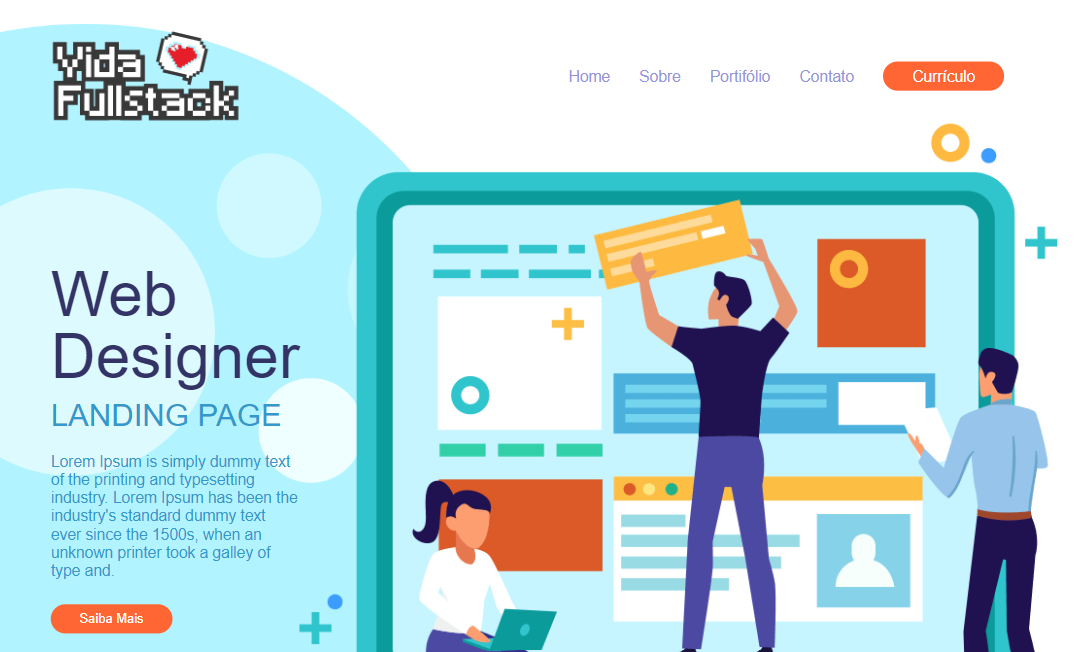 Vida
Fullstack
Home Sobre Portifólio Contato Currículo
Web
Designer
LANDING PAGE
Lorem Ipsum is simply dummy text
of the printing and typesetting
industry. Lorem Ipsum has been the
industry's standard dummy text
ever since the 1500s, when an
unknown printer took a galley of
type and.
Saiba Mais